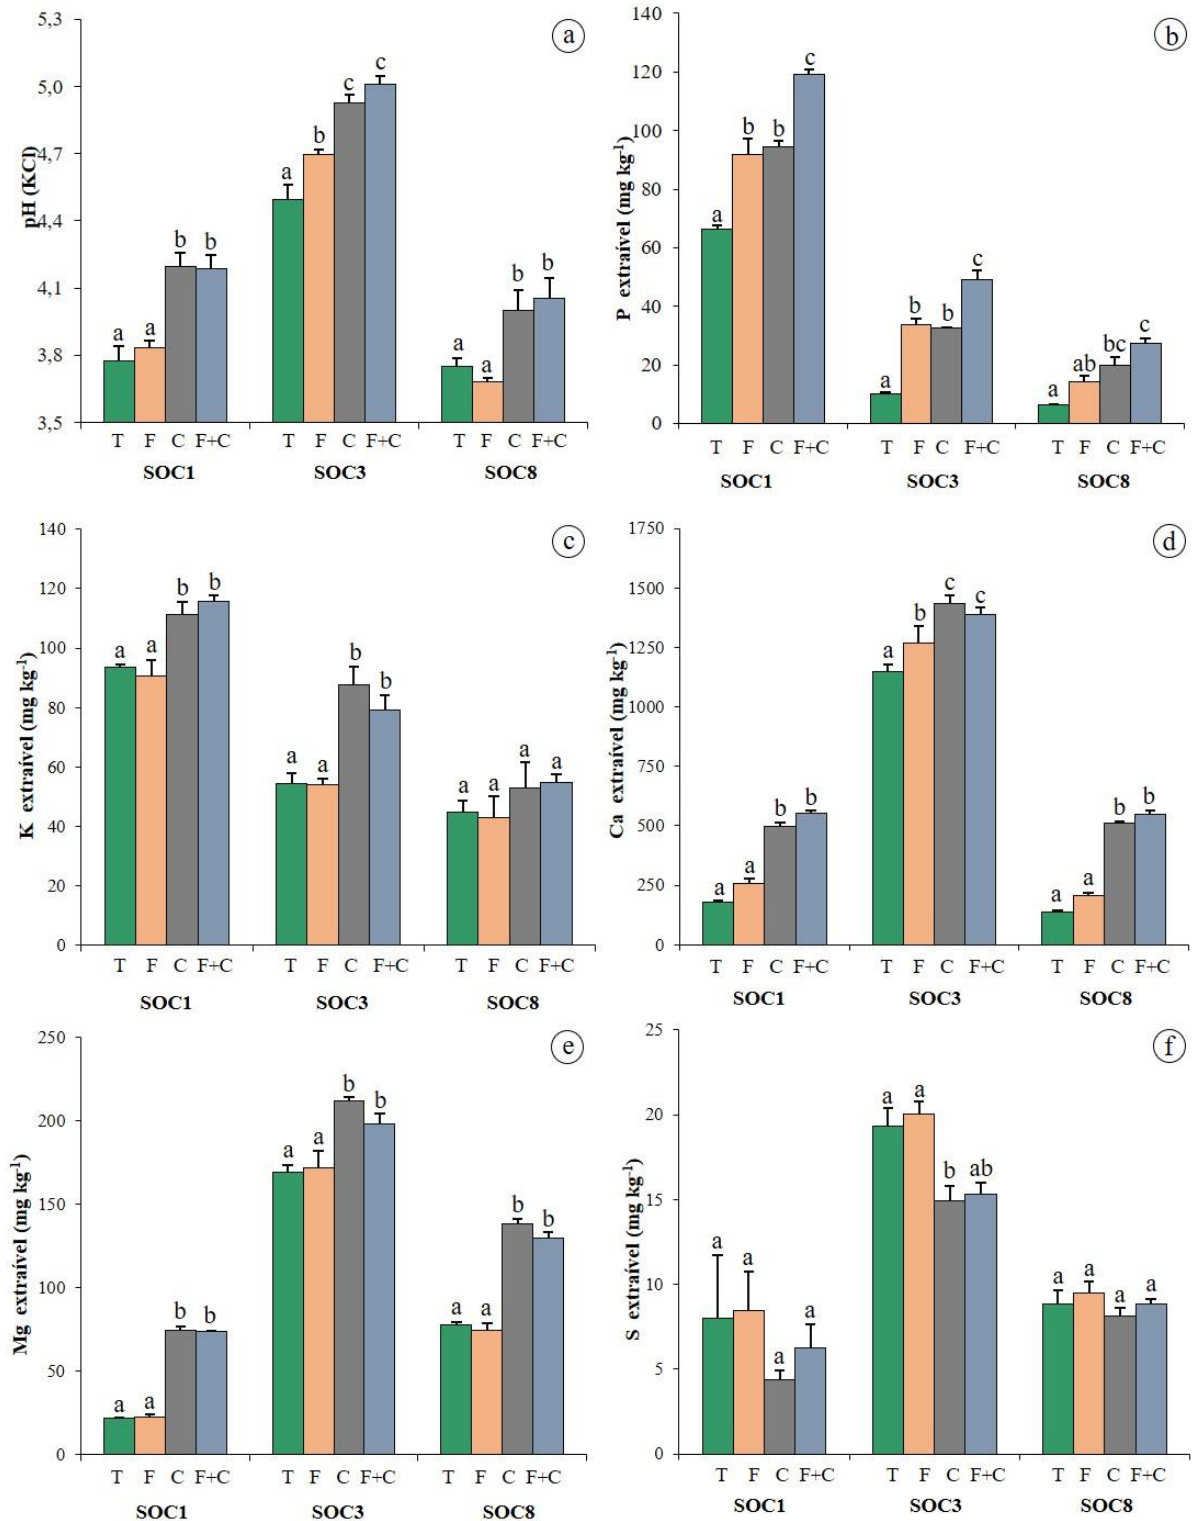 a
pH (KCl)
5,3
5,0
4,7
4,4
4,1
3,8
3,5
a a b b
a b c c
a a b b
T F C F+C T F C F+C T F C F+C
SOC1 SOC3 SOC8
b
P extraível (mg kg-1)
140
120
100
80
60
40
20
0
a b b c
a b b c
a ab bc c
T F C F+C T F C F+C T F C F+C
SOC1 SOC3 SOC8
c
K extraível (mg kg-1)
140
120
100
80
60
40
20
0
a a b b
a a b b
a a a a
T F C F+C T F C F+C T F C F+C
SOC1 SOC3 SOC8
d
Ca extraível (mg kg-1)
1750
1500
1250
1000
750
500
250
0
a a b b
a b c c
a a b b
T F C F+C T F C F+C T F C F+C
SOC1 SOC3 SOC8
e
Mg extraível (mg kg-1)
250
200
150
100
50
0
a a b b
a a b b
a a b b
T F C F+C T F C F+C T F C F+C
SOC1 SOC3 SOC8
f
S extraível (mg kg-1)
25
20
15
10
5
0
a a a a
a a b ab
a a a a
T F C F+C T F C F+C T F C F+C
SOC1 SOC3 SOC8